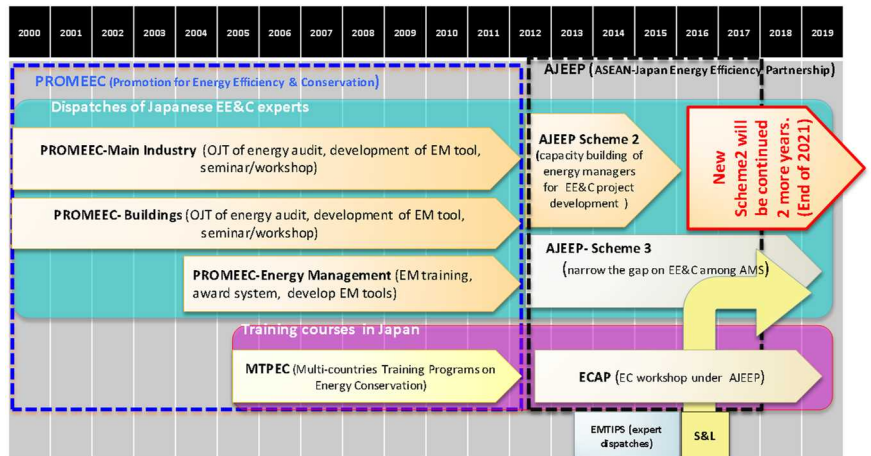 2000 2001 2002 2003 2004 2005 2006 2007 2008 2009 2010 2011 2012 2013 2014 2015 2016 2017 2018 2019
AJEEP (ASEAN-Japan Energy Efficiency Partnership)
PROMEEC (Promotion for Energy Efficiency & Conservation)
Dispatches of Japanese EE&C experts
PROMEEC-Main Industry (OJT of energy audit, development of EM tool,
seminar/workshop)
AJEEP Scheme 2
(capacity building of
energy managers
for EE&C project
development )
New
Scheme2 will
be continued
2 more years.
(End of 2021)
PROMEEC- Buildings (OJT of energy audit, development of EM tool,
seminar/workshop)
AJEEP- Scheme 3
(narrow the gap on EE&C among AMS)
PROMEEC-Energy Management (EM training,
award system, develop EM tools)
Training courses in Japan
MTPEC (Multi-countries Training Programs on
Energy Conservation)
ECAP (EC workshop under AJEEP)
EMTIPS (expert
dispatches)
S&L